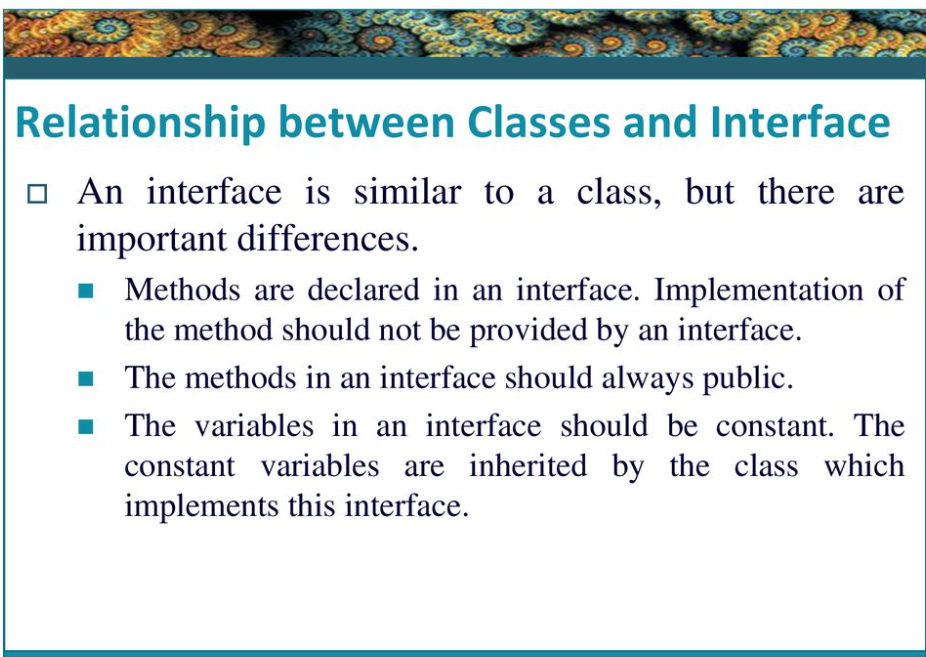 Relationship between Classes and Interface
An interface is similar to a class, but there are
important differences.
Methods are declared in an interface. Implementation of
the method should not be provided by an interface.
The methods in an interface should always public.
The variables in an interface should be constant. The
constant variables are inherited by the class which
implements this interface.